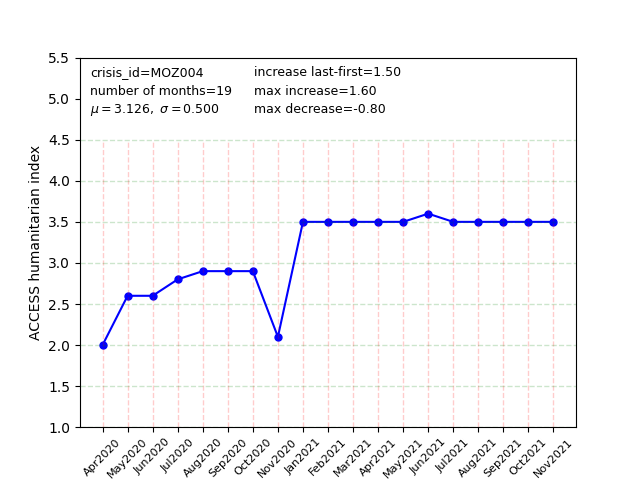 crisis_id=MOZ004
number of months=19
μ = 3.126, σ = 0.500
increase last-first=1.50
max increase=1.60
max decrease=-0.80
ACCESS humanitarian index
5.5
5.0
4.5
4.0
3.5
3.0
2.5
2.0
1.5
1.0
Apr2020
May2020
Jun2020
Jul2020
Aug2020
Sep2020
Oct2020
Nov2020
Jan2021
Feb2021
Mar2021
Apr2021
May2021
Jun2021
Jul2021
Aug2021
Sep2021
Oct2021
Nov2021